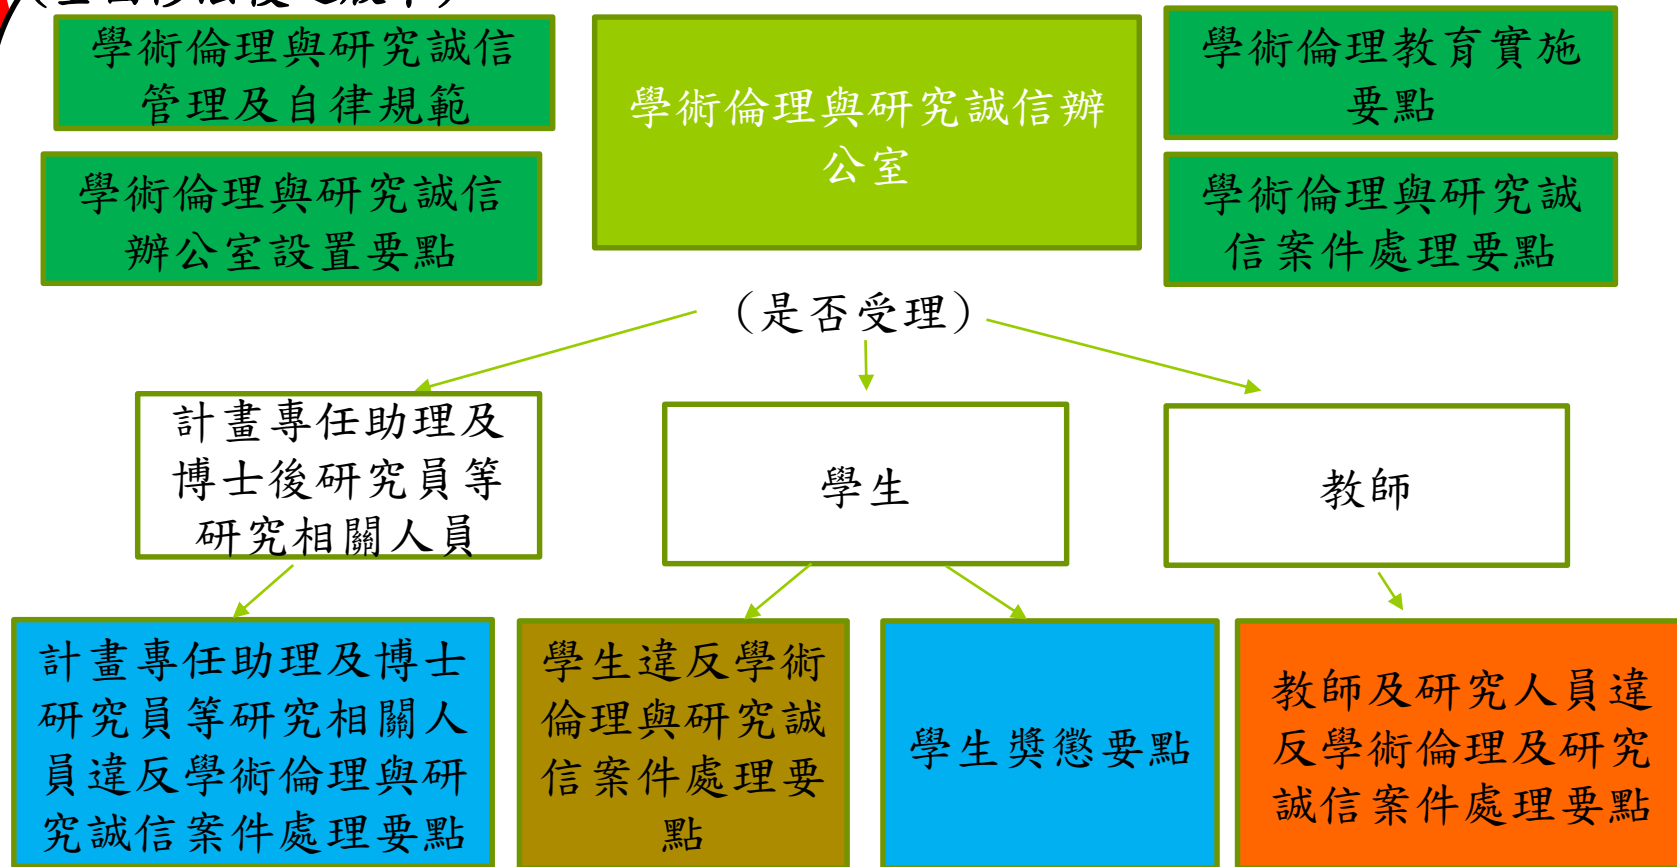 學術倫理與研究誠信
管理及自律規範
學術倫理與研究誠信
辦公室設置要點
學術倫理與研究誠信辦
公室
學術倫理教育實施
要點
學術倫理與研究誠
信案件處理要點
(是否受理)
計畫專任助理及
博士後研究員等
研究相關人員
學生
教師
計畫專任助理及博士
研究員等研究相關人
員違反學術倫理與研
究誠信案件處理要點
學生違反學術
倫理與研究誠
信案件處理要
點
學生獎懲要點
教師及研究人員違
反學術倫理及研究
誠信案件處理要點